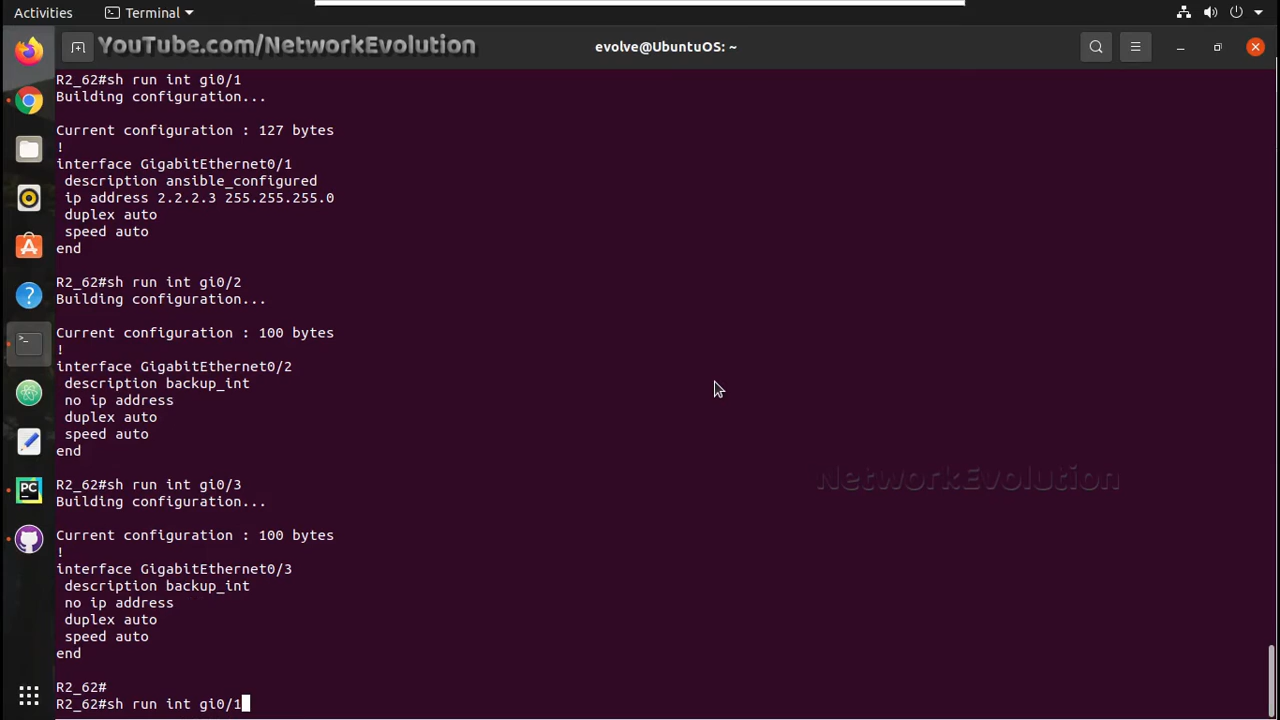 Activities
Terminal
YouTube.com/NetworkEvolution
evolve@UbuntuOS: ~
R2_62#sh run int gi0/1
Building configuration...
Current configuration : 127 bytes
!
interface GigabitEthernet0/1
 description ansible_configured
 ip address 2.2.2.3 255.255.255.0
 duplex auto
 speed auto
end
R2_62#sh run int gi0/2
Building configuration...
Current configuration : 100 bytes
!
interface GigabitEthernet0/2
 description backup_int
 no ip address
 duplex auto
 speed auto
end
R2_62#sh run int gi0/3
Building configuration...
Current configuration : 100 bytes
!
interface GigabitEthernet0/3
 description backup_int
 no ip address
 duplex auto
 speed auto
end
R2_62#
R2_62#sh run int gi0/1
NetworkEvolution
PC